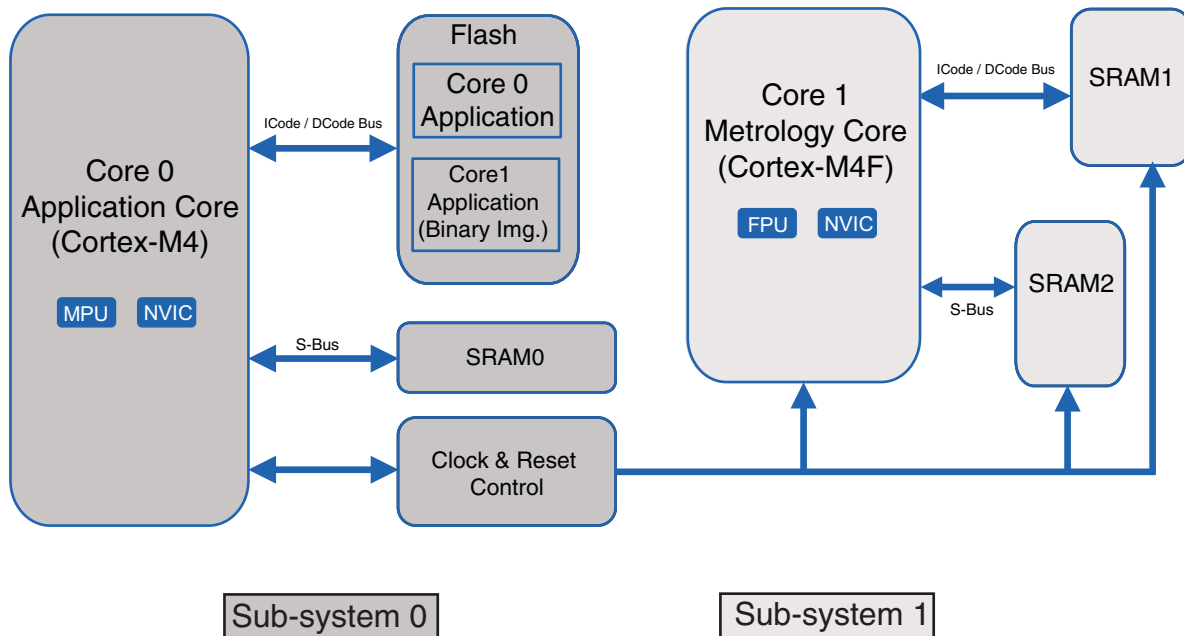 Core 0
Application Core
(Cortex-M4)
MPU
NVIC
ICode / DCode Bus
Flash
Core 0
Application
Core1
Application
(Binary Img.)
S-Bus
SRAM0
Clock & Reset
Control
Core 1
Metrology Core
(Cortex-M4F)
FPU
NVIC
ICode / DCode Bus
SRAM1
S-Bus
SRAM2
Sub-system 0
Sub-system 1